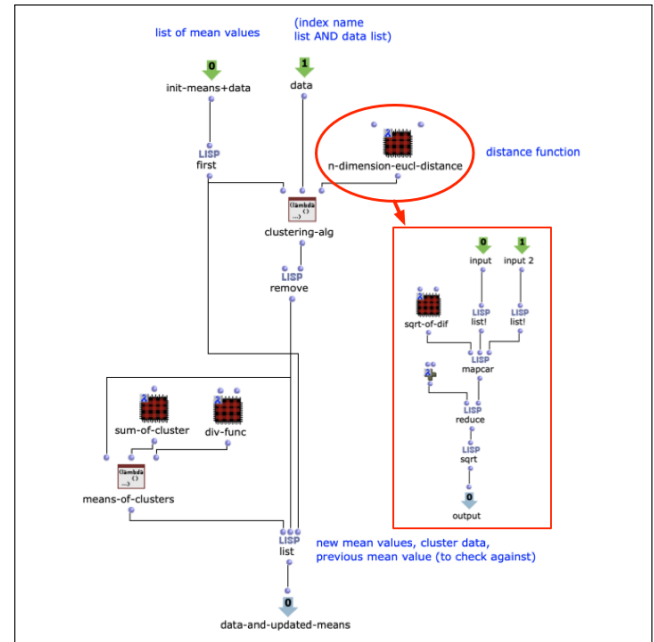 list of mean values
(index name
list AND data list)
0
1
init-means+data
data
LISP
first
n-dimension-eucl-distance
distance function
clustering-alg
LISP
remove
0
1
input
input 2
sqrt-of-dif
LISP
list!
LISP
list!
LISP
mapcar
+
LISP
reduce
LISP
sqrt
0
output
sum-of-cluster
div-func
means-of-clusters
LISP
list
new mean values, cluster data,
previous mean value (to check against)
0
data-and-updated-means